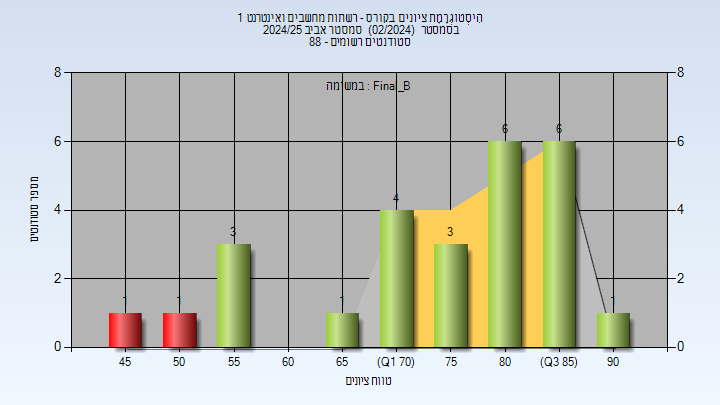 היסטוגרמת ציונים בקורס - רשתות מחשבים ואינטרנט 1
בסמסטר (02/2024) סמסטר אביב 2024/25
סטודנטים רשומים - 88
במשימה : Final_B
8 8
6 6
4 4
2 2
0 0
1 1 3 1 4 3 6 6 1
45 50 55 60 65 (Q1 70) 75 80 (Q3 85) 90
מספר סטודנטים
טווח ציונים